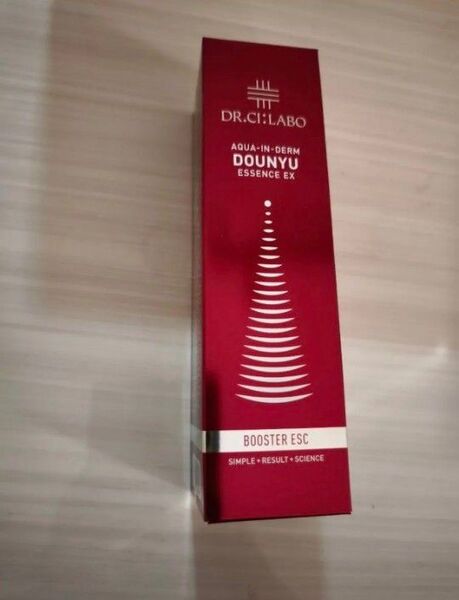 DR.CI:LABO
AQUA-IN-DERM
DOUNYU
ESSENCE EX
BOOSTER ESC
SIMPLE + RESULT + SCIENCE